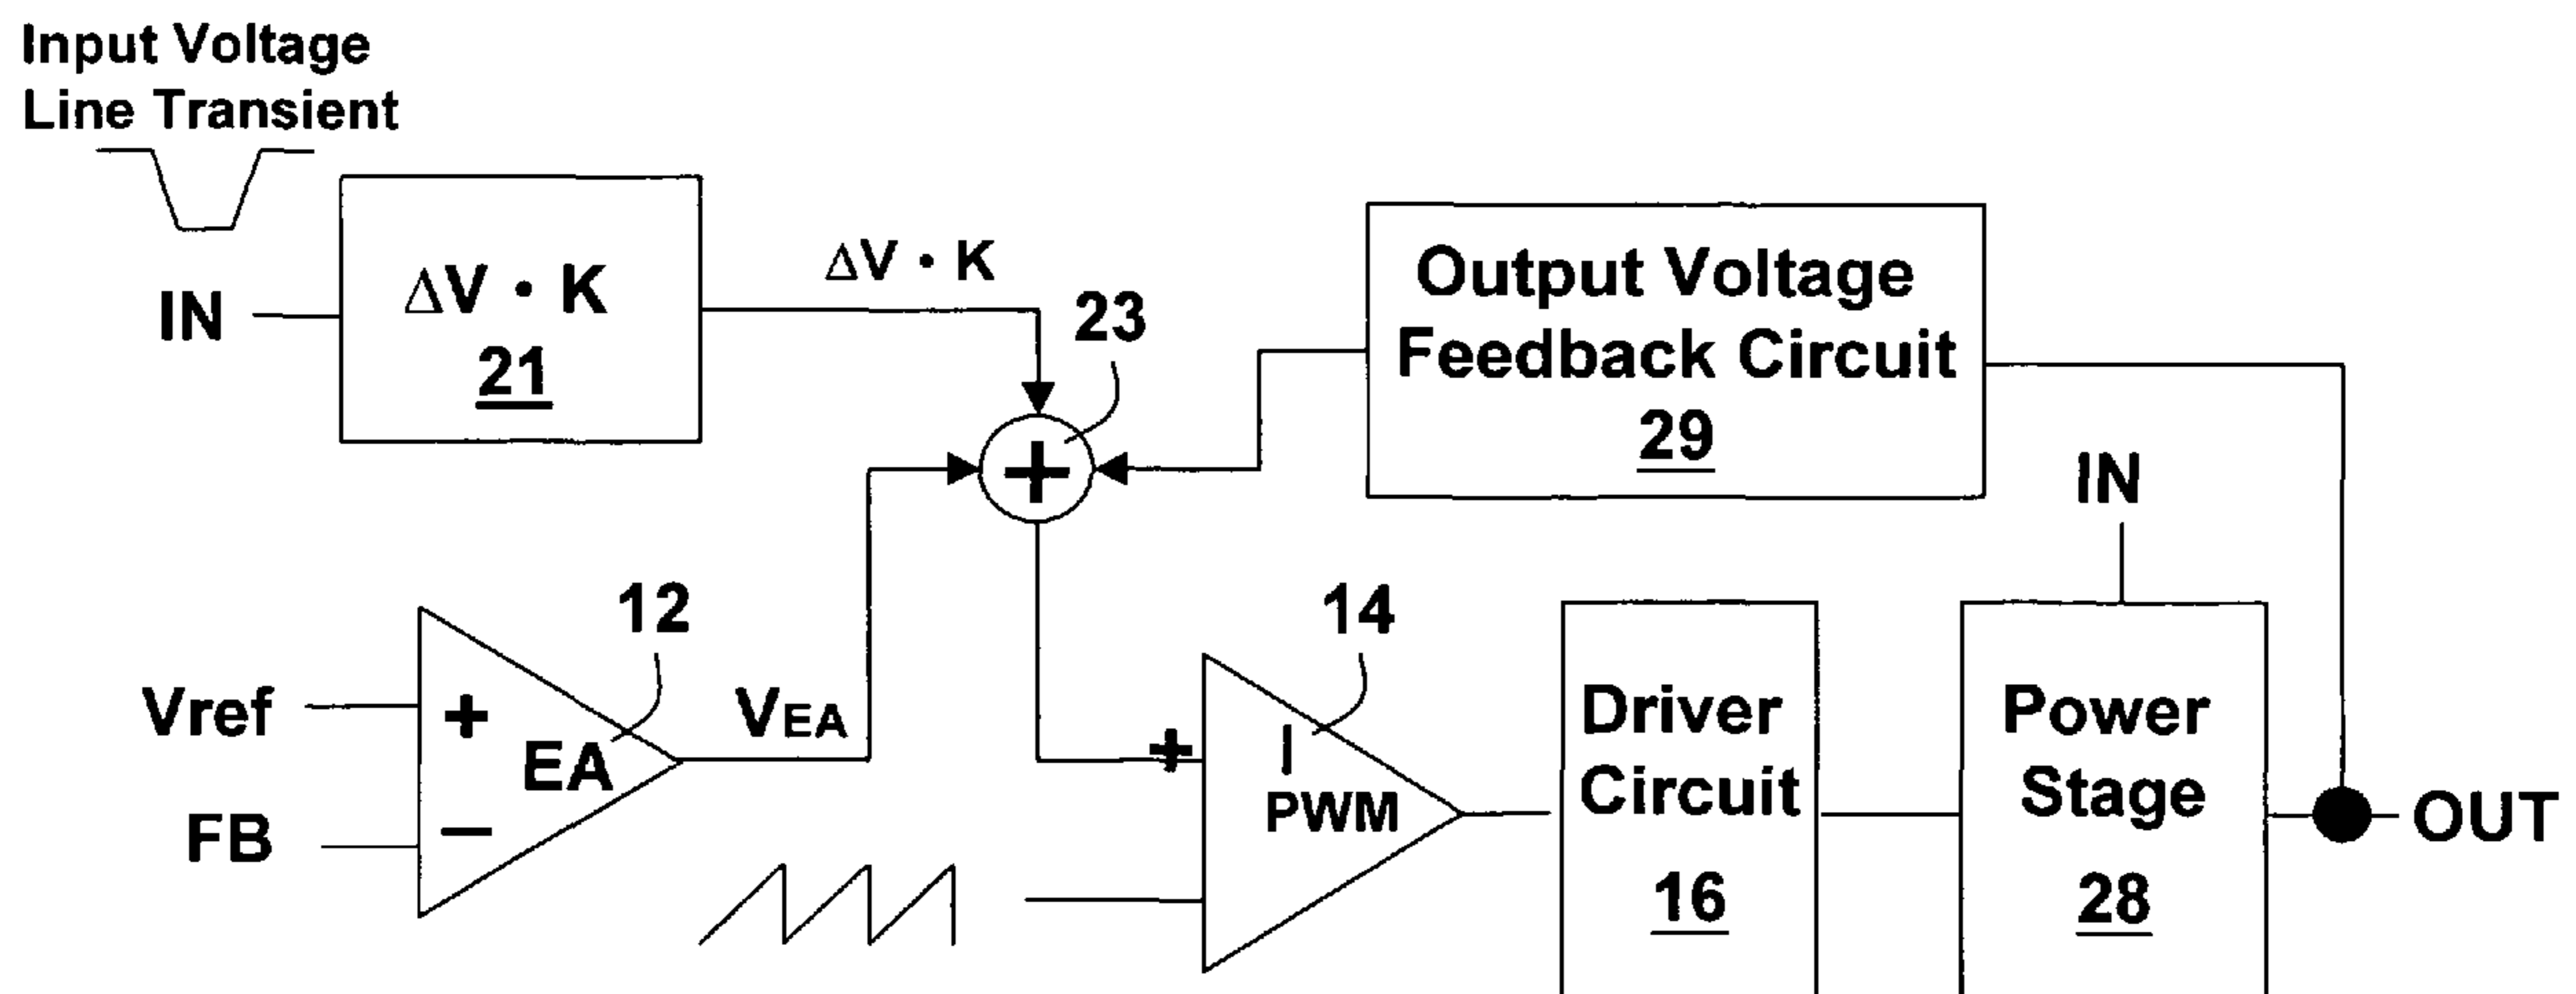 Input Voltage
Line Transient
IN
ΔV • K
21
ΔV • K
23
Output Voltage
Feedback Circuit
29
IN
12
14
Vref
+
EA
VEA
FB
−
+
+
PWM
Driver
Circuit
16
Power
Stage
28
OUT